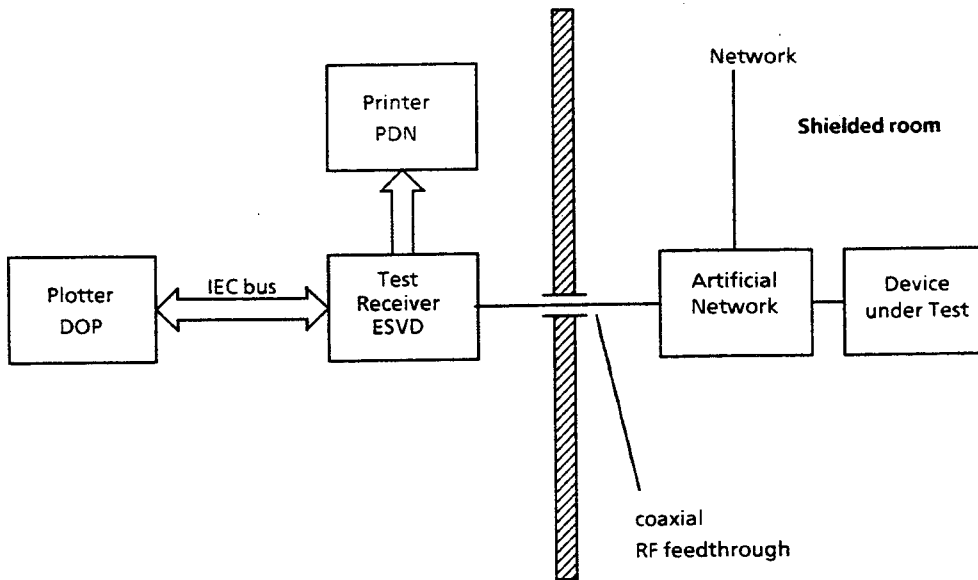 Network
Printer
PDN
Shielded room
Plotter
DOP
IEC bus
Test
Receiver
ESVD
Artificial
Network
Device
under Test
coaxial
RF feedthrough